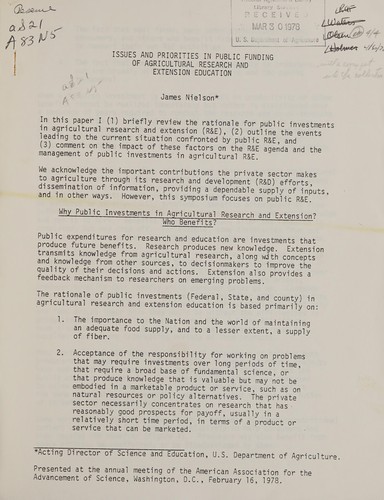 Reserve
aS21
A83N5
RECEIVED
MAR 30 1978
U.S. Department of Agriculture
aS21
ISSUES AND PRIORITIES IN PUBLIC FUNDING
OF AGRICULTURAL RESEARCH AND
EXTENSION EDUCATION
James Nielson*
In this paper I (1) briefly review the rationale for public investments
in agricultural research and extension (R&E), (2) outline the events
leading to the current situation confronted by public R&E, and
(3) comment on the impact of these factors on the R&E agenda and the
management of public investments in agricultural R&E.
We acknowledge the important contributions the private sector makes
to agriculture through its research and development (R&D) efforts,
dissemination of information, providing a dependable supply of inputs,
and in other ways. However, this symposium focuses on public R&E.
Why Public Investments in Agricultural Research and Extension?
Who Benefits?
Public expenditures for research and education are investments that
produce future benefits. Research produces new knowledge. Extension
transmits knowledge from agricultural research, along with concepts
and knowledge from other sources, to decisionmakers to improve the
quality of their decisions and actions. Extension also provides a
feedback mechanism to researchers on emerging problems.
The rationale of public investments (Federal, State, and county) in
agricultural research and extension education is based primarily on:
1. The importance to the Nation and the world of maintaining
an adequate food supply, and to a lesser extent, a supply
of fiber.
2. Acceptance of the responsibility for working on problems
that may require investments over long periods of time,
that require a broad base of fundamental science, or
that produce knowledge that is valuable but may not be
embodied in a marketable product or service, such as on
natural resources or policy alternatives. The private
sector necessarily concentrates on research that has
reasonably good prospects for payoff, usually in a
relatively short time period, in terms of a product or
service that can be marketed.
*Acting Director of Science and Education, U.S. Department of Agriculture.
Presented at the annual meeting of the American Association for the
Advancement of Science, Washington, D.C., February 16, 1978.